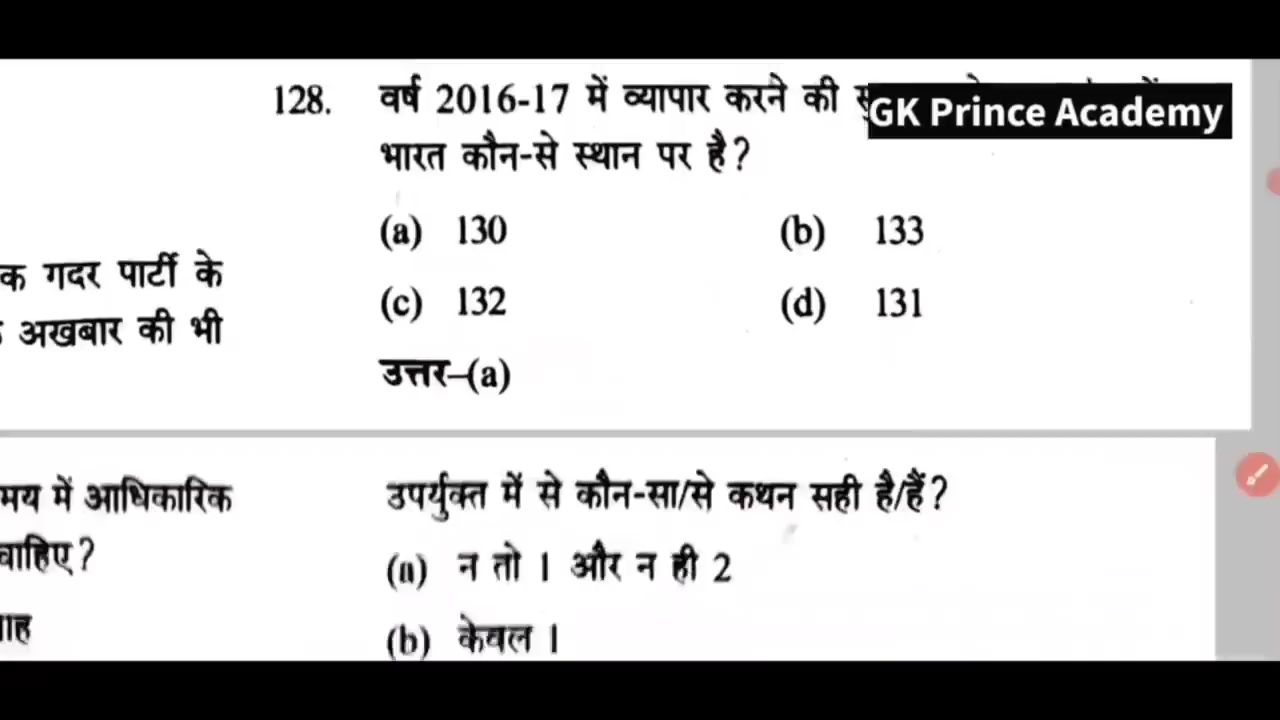 128. वर्ष 2016-17 में व्यापार करने की
GK Prince Academy
भारत कौन-से स्थान पर है?
(a) 130 (b) 133
(c) 132 (d) 131
उत्तर–(a)
गदर पार्टी के
अखबार की भी
में आधिकारिक
उपर्युक्त में से कौन-सा/से कथन सही है/हैं?
(a) न तो 1 और न ही 2
(b) केवल 1